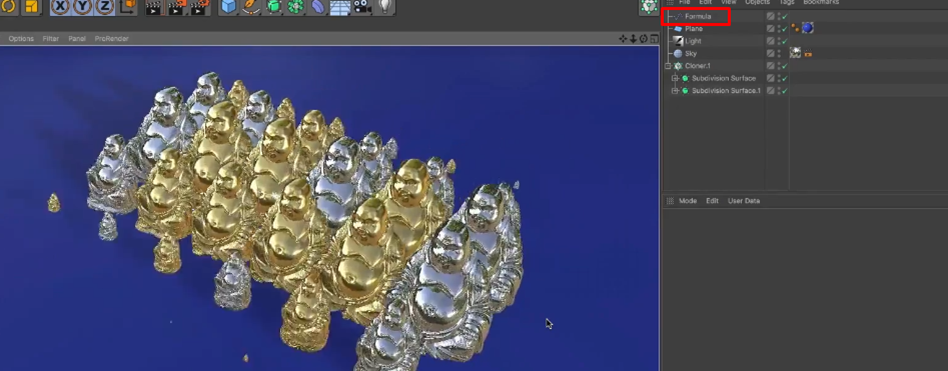 X Y Z
File Edit View Objects Tags Bookmarks
Options Filter Panel ProRender
Formula
Plane
Light
Sky
Cloner.1
Subdivision Surface
Subdivision Surface.1
Mode Edit User Data